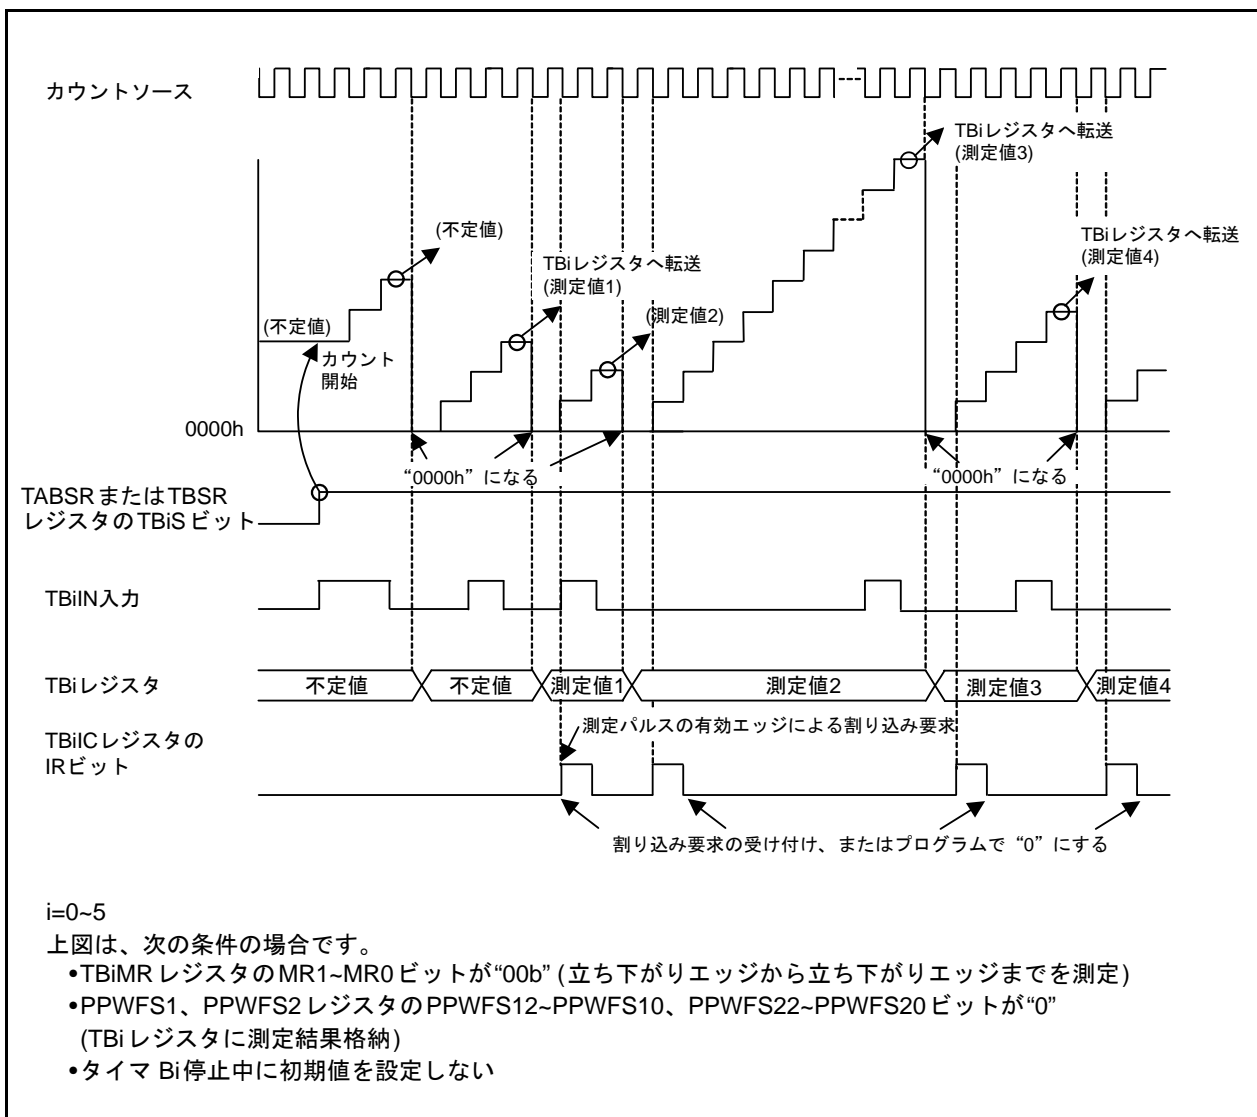 カウントソース
TBiレジスタへ転送
(測定値3)
(不定値)
TBiレジスタへ転送
(測定値1)
TBiレジスタへ転送
(測定値4)
(測定値2)
(不定値)
カウント
開始
0000h
“0000h”になる
“0000h”になる
TABSRまたはTBSR
レジスタのTBiSビット
TBiIN入力
TBiレジスタ
不定値
不定値
測定値1
測定値2
測定値3
測定値4
測定パルスの有効エッジによる割り込み要求
TBiICレジスタの
IRビット
割り込み要求の受け付け、またはプログラムで“0”にする
i=0~5
上図は、次の条件の場合です。
•TBiMRレジスタのMR1~MR0ビットが“00b” (立ち下がりエッジから立ち下がりエッジまでを測定)
•PPWFS1、PPWFS2レジスタのPPWFS12~PPWFS10、PPWFS22~PPWFS20ビットが“0”
(TBiレジスタに測定結果格納)
•タイマ Bi停止中に初期値を設定しない